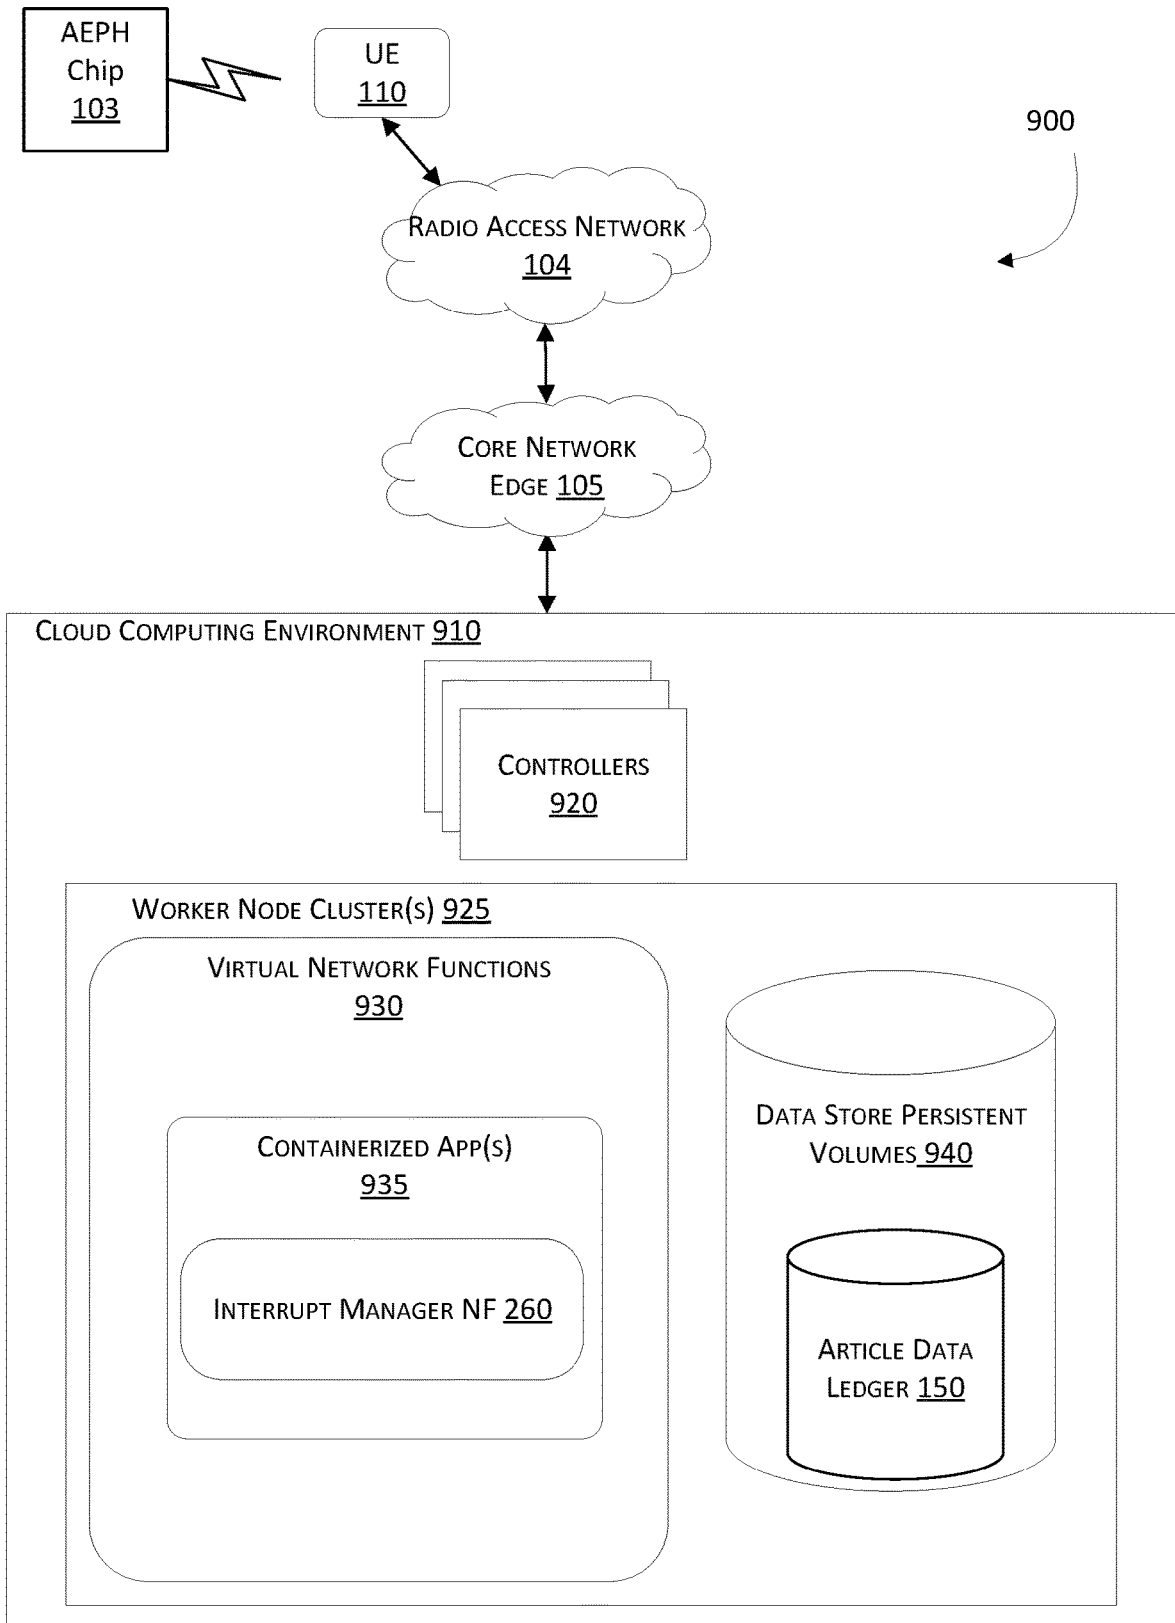 AEPH
Chip
103
UE
110
900
RADIO ACCESS NETWORK
104
CORE NETWORK
EDGE 105
CLOUD COMPUTING ENVIRONMENT 910
CONTROLLERS
920
WORKER NODE CLUSTER(S) 925
VIRTUAL NETWORK FUNCTIONS
930
CONTAINERIZED APP(S)
935
INTERRUPT MANAGER NF 260
DATA STORE PERSISTENT
VOLUMES 940
ARTICLE DATA
LEDGER 150